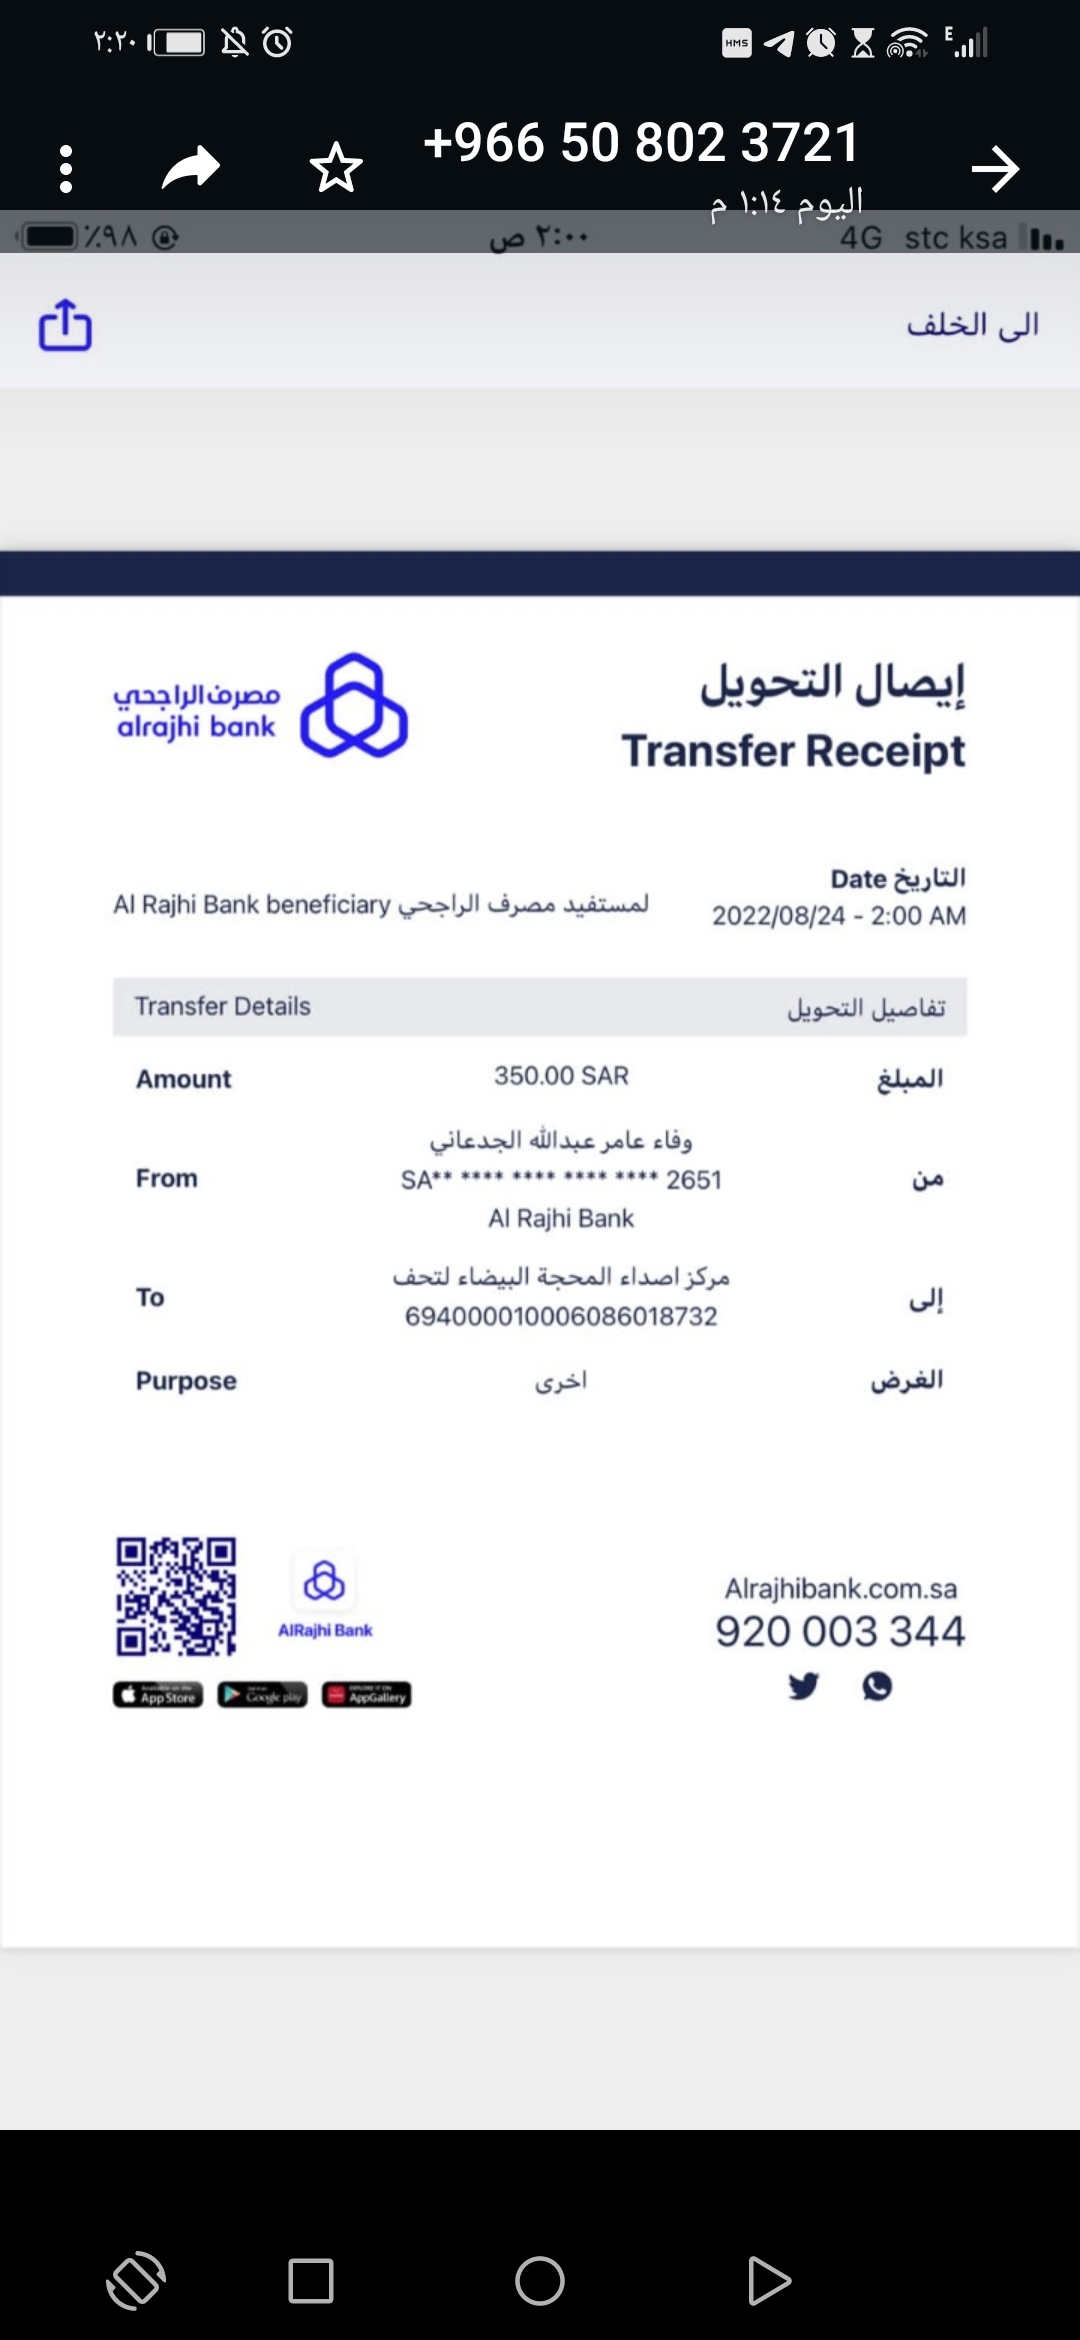 ٢:٢٠
HMS
E
+966 50 802 3721
اليوم ١:١٤ م
٪٩٨
٢:٠٠ ص
4G stc ksa
الى الخلف
إيصال التحويل
Transfer Receipt
مصرف الراجحي
alrajhi bank
التاريخ Date
2022/08/24 - 2:00 AM
لمستفيد مصرف الراجحي Al Rajhi Bank beneficiary
Transfer Details تفاصيل التحويل
Amount 350.00 SAR المبلغ
وفاء عامر عبدالله الجدعاني
From SA** **** **** **** **** 2651 من
Al Rajhi Bank
مركز اصداء المحجة البيضاء لتحف
To إلى
694000010006086018732
Purpose اخرى الغرض
AlRajhi Bank
Alrajhibank.com.sa
920 003 344
App Store
Google play
AppGallery